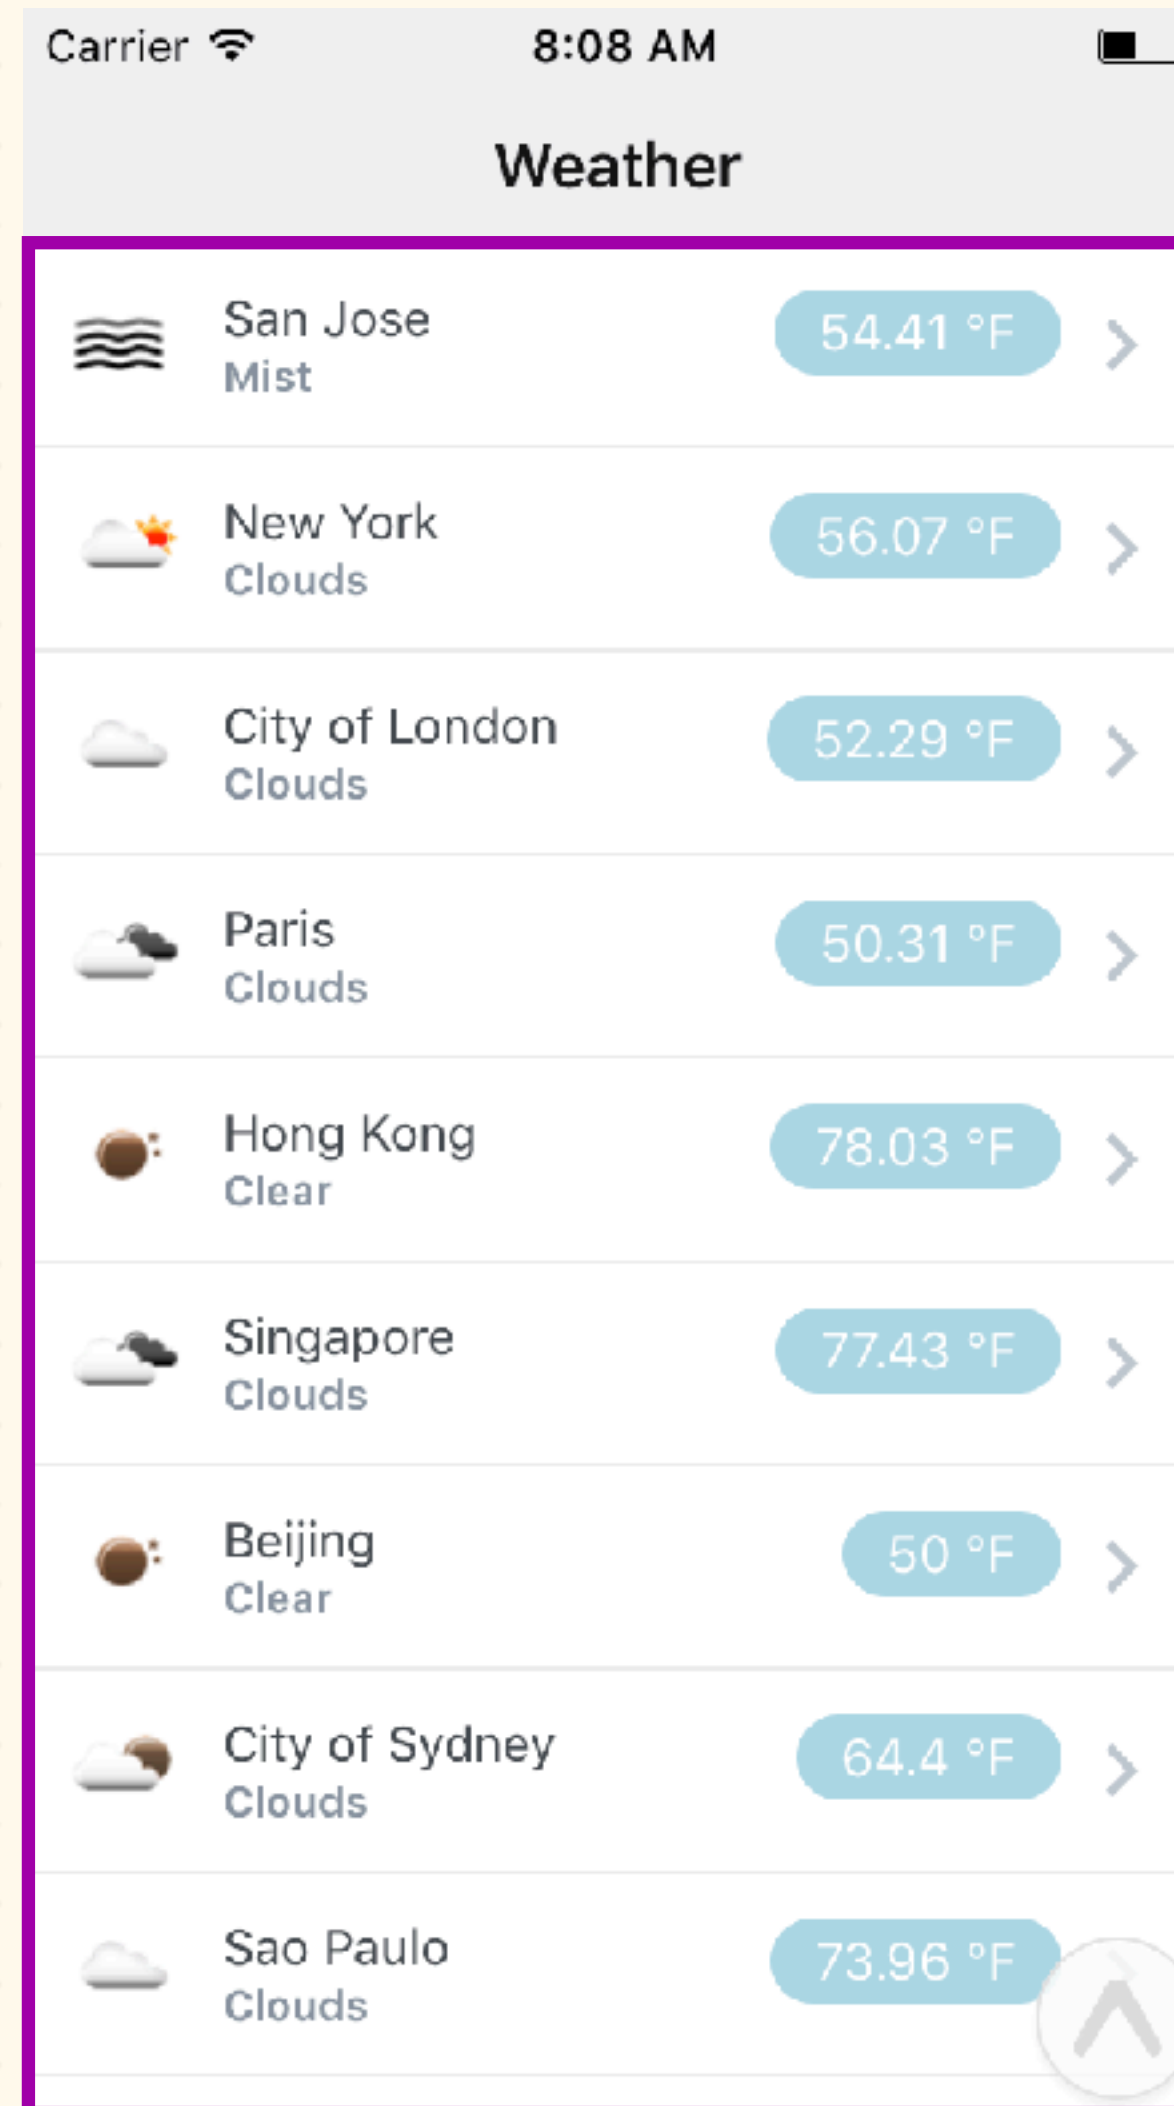 Carrier 8:08 AM
Weather
San Jose 54.41 °F
Mist
New York 56.07 °F
Clouds
City of London 52.29 °F
Clouds
Paris 50.31 °F
Clouds
Hong Kong 78.03 °F
Clear
Singapore 77.43 °F
Clouds
Beijing 50 °F
Clear
City of Sydney 64.4 °F
Clouds
Sao Paulo 73.96 °F
Clouds